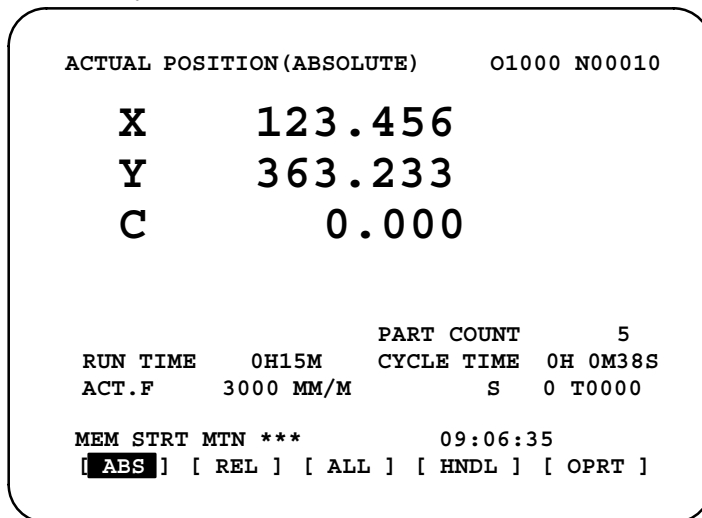 ACTUAL POSITION(ABSOLUTE) O1000 N00010
X 123.456
Y 363.233
C 0.000
PART COUNT 5
RUN TIME 0H15M CYCLE TIME 0H 0M38S
ACT.F 3000 MM/M S 0 T0000
MEM STRT MTN *** 09:06:35
[ ABS ] [ REL ] [ ALL ] [ HNDL ] [ OPRT ]